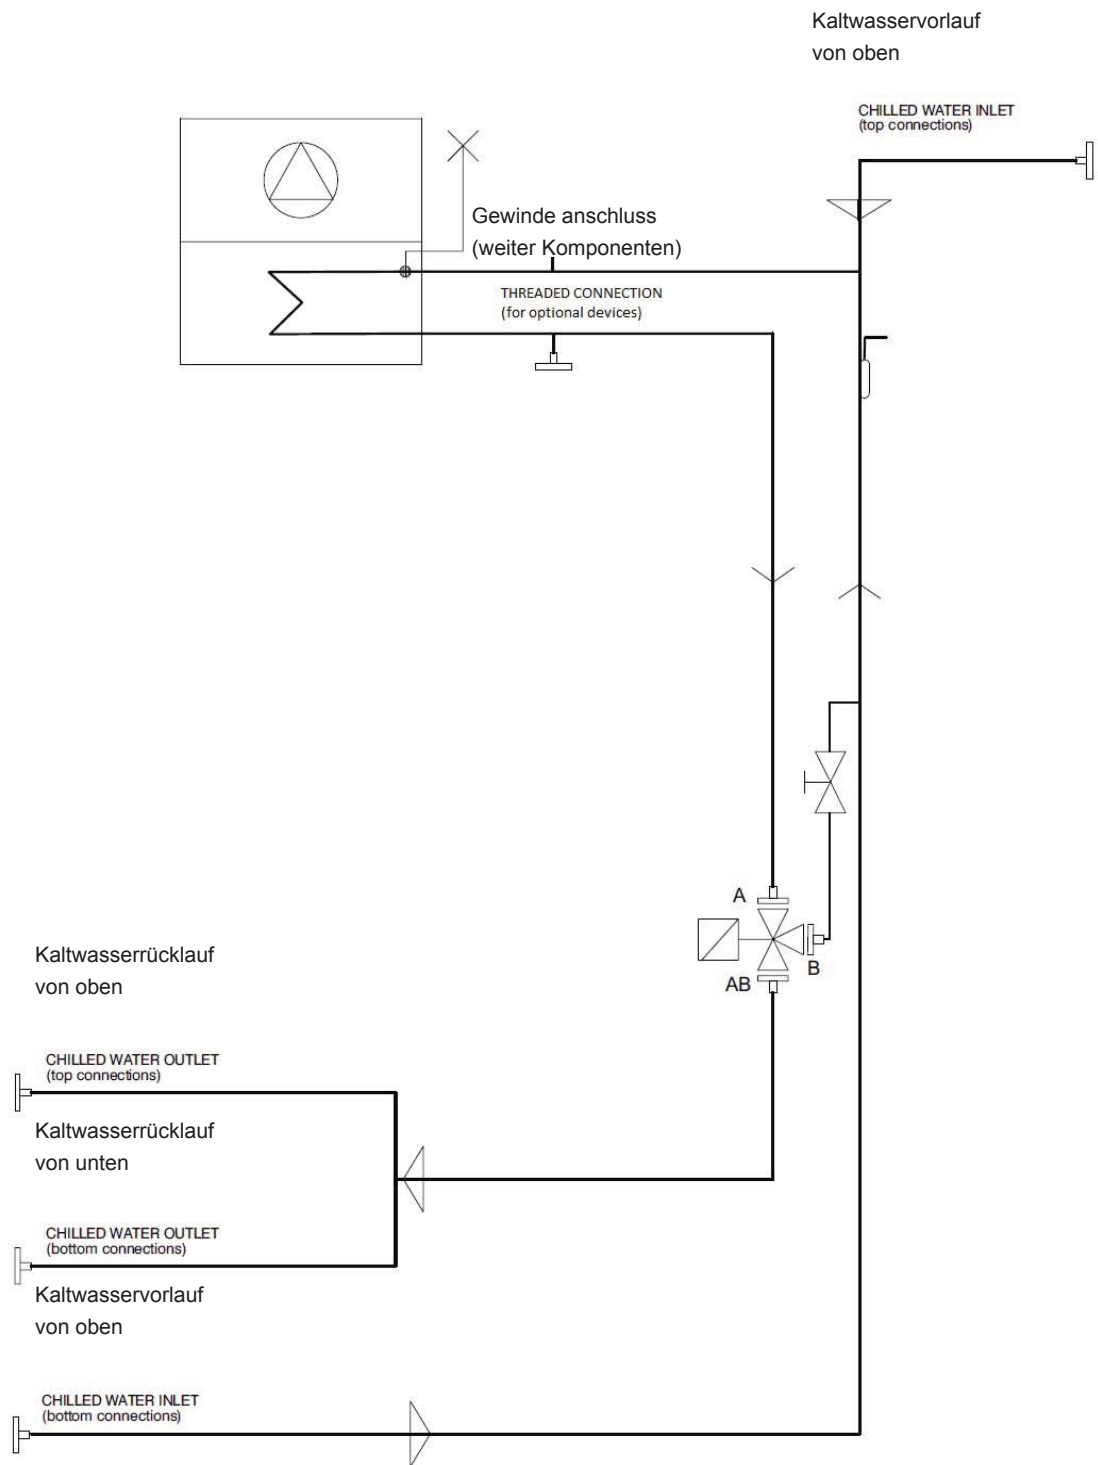 Kaltwasservorlauf
von oben
CHILLED WATER INLET
(top connections)
Gewinde anschluss
(weiter Komponenten)
THREADED CONNECTION
(for optional devices)
A
B
AB
Kaltwasserrücklauf
von oben
CHILLED WATER OUTLET
(top connections)
Kaltwasserrücklauf
von unten
CHILLED WATER OUTLET
(bottom connections)
Kaltwasservorlauf
von oben
CHILLED WATER INLET
(bottom connections)